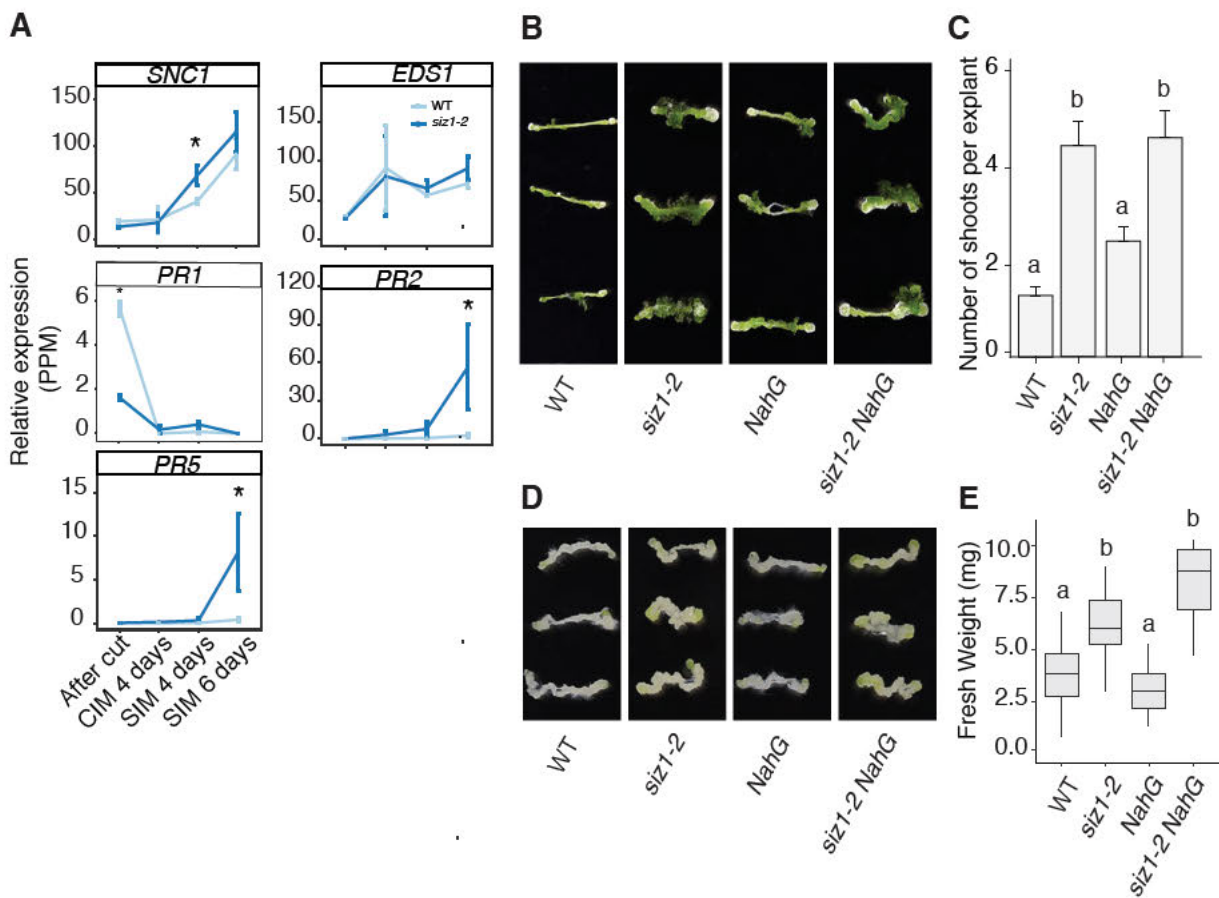 A
SNC1
150
100
50
0
*
EDS1
WT
siz1-2
150
100
50
0
PR1
6
4
2
0
*
PR2
120
90
60
30
0
*
PR5
15
10
5
0
*
Relative expression
(PPM)
After cut
CIM 4 days
SIM 4 days
SIM 6 days
B
WT
siz1-2
NahG
siz1-2 NahG
C
Number of shoots per explant
6
4
2
0
a
b
a
b
WT
siz1-2
NahG
siz1-2 NahG
D
WT
siz1-2
NahG
siz1-2 NahG
E
Fresh Weight (mg)
10.0
7.5
5.0
2.5
0.0
a
b
a
b
WT
siz1-2
NahG
siz1-2 NahG